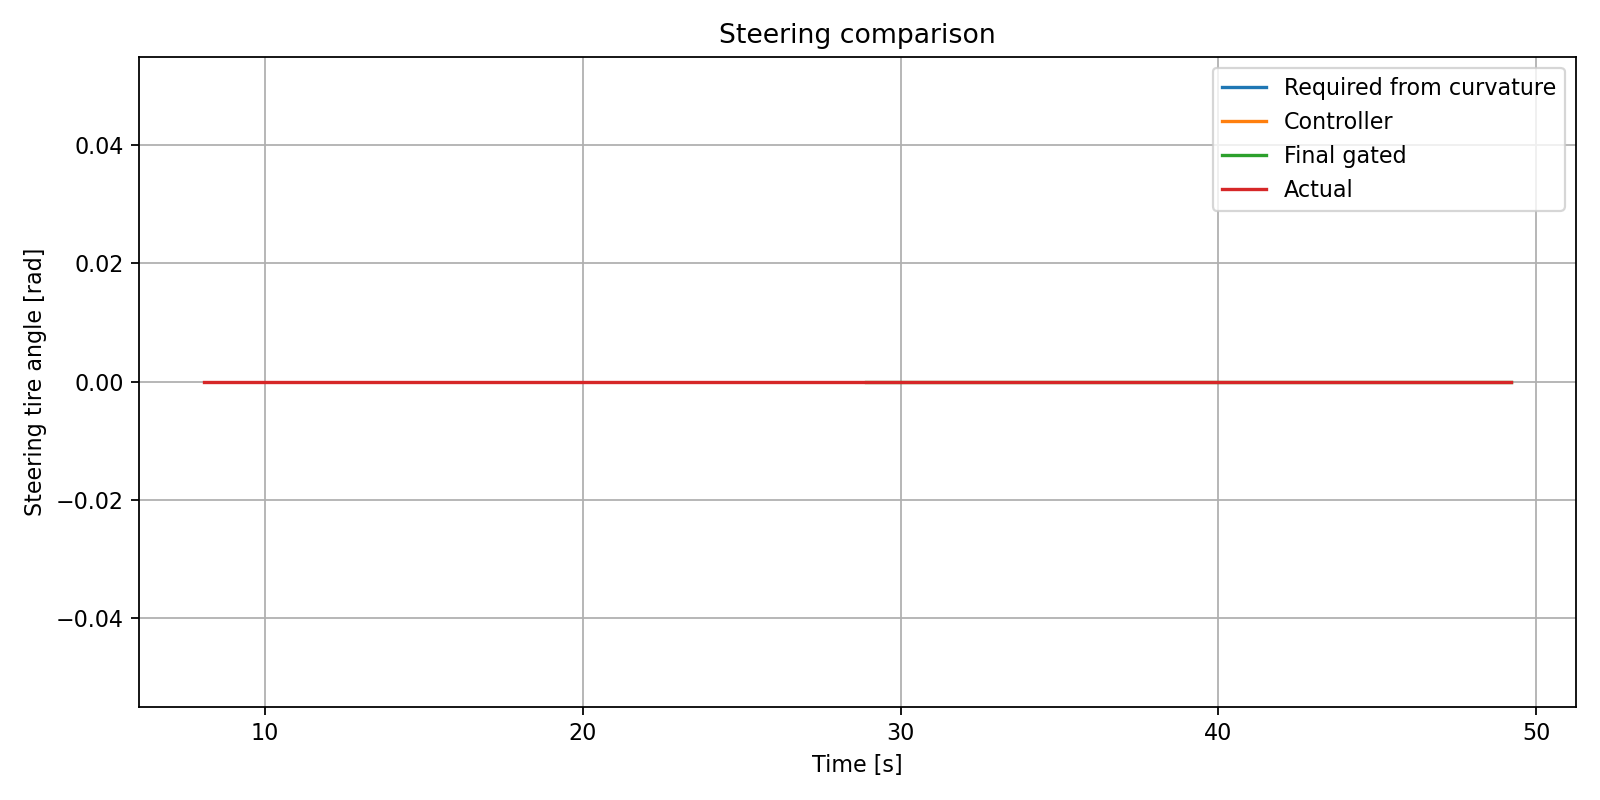 Steering comparison
Required from curvature
Controller
Final gated
Actual
Steering tire angle [rad]
0.04
0.02
0.00
−0.02
−0.04
10
20
30
40
50
Time [s]